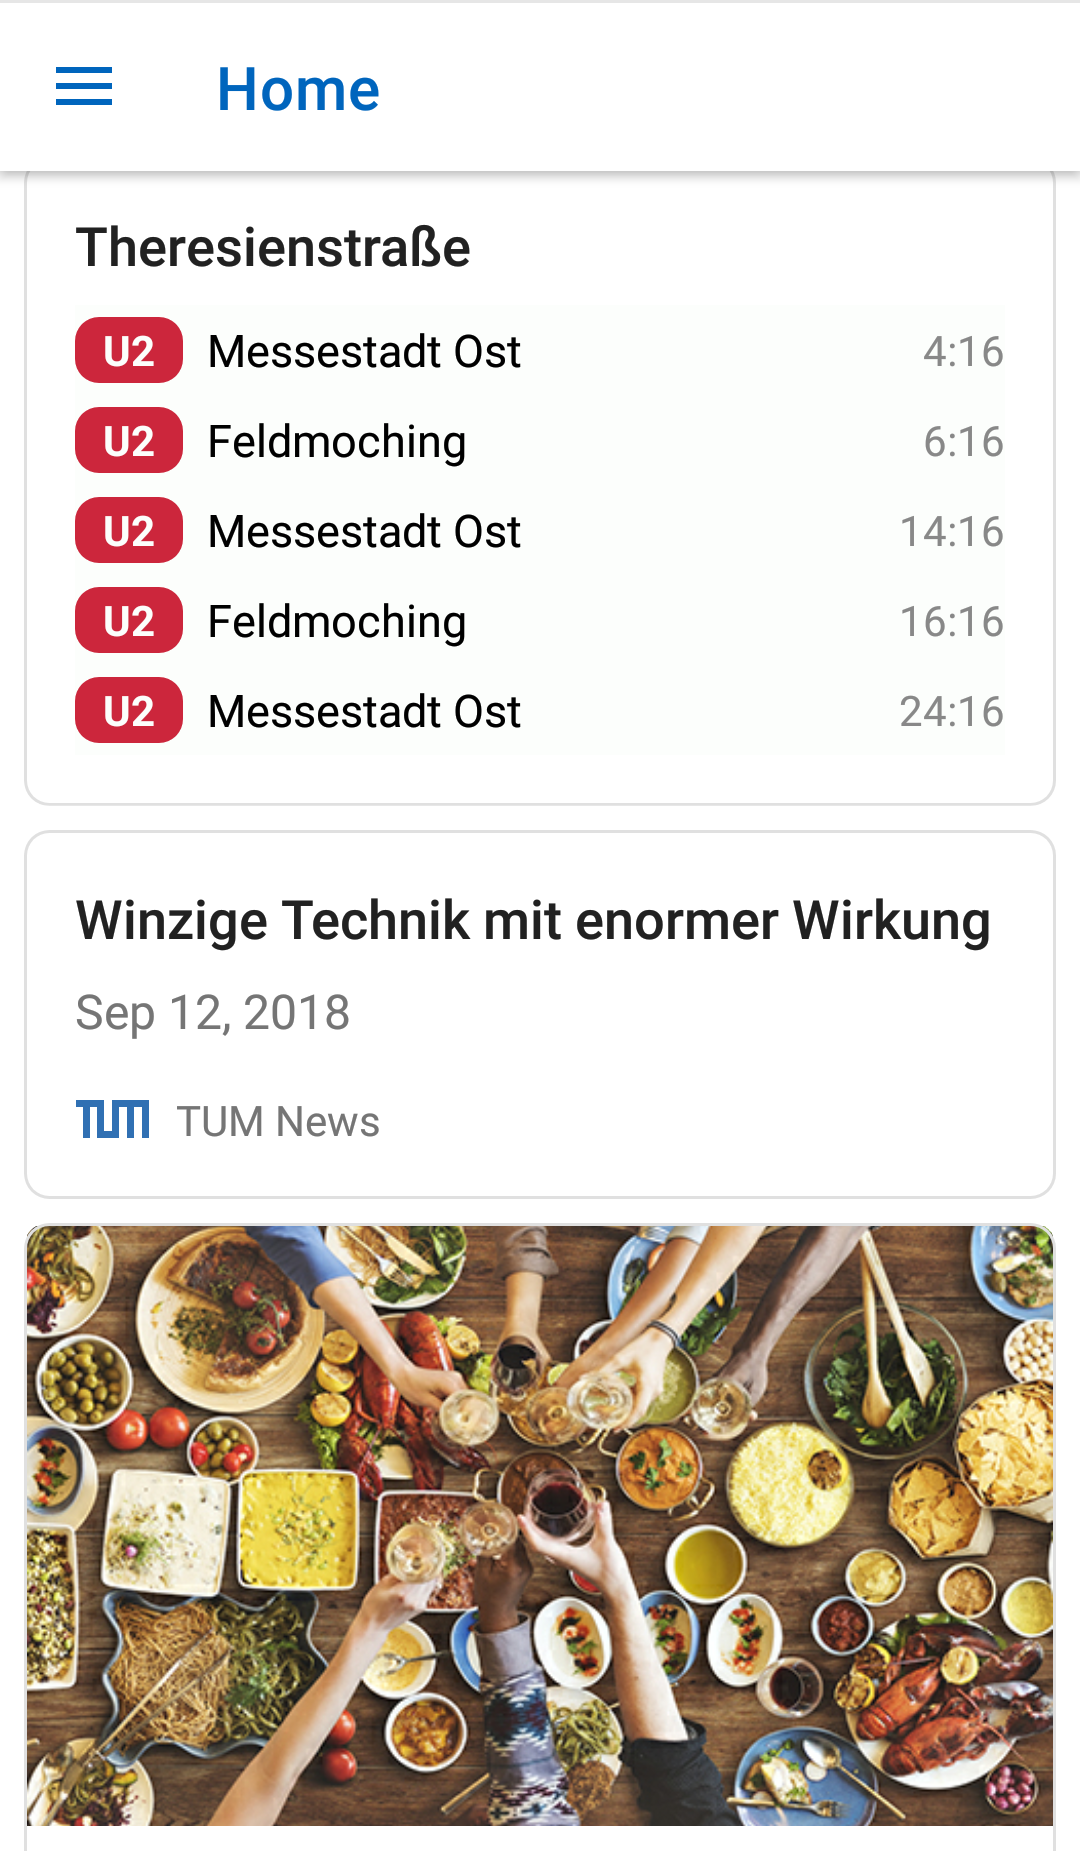 Home
Theresienstraße
U2 Messestadt Ost 4:16
U2 Feldmoching 6:16
U2 Messestadt Ost 14:16
U2 Feldmoching 16:16
U2 Messestadt Ost 24:16
Winzige Technik mit enormer Wirkung
Sep 12, 2018
TUM TUM News